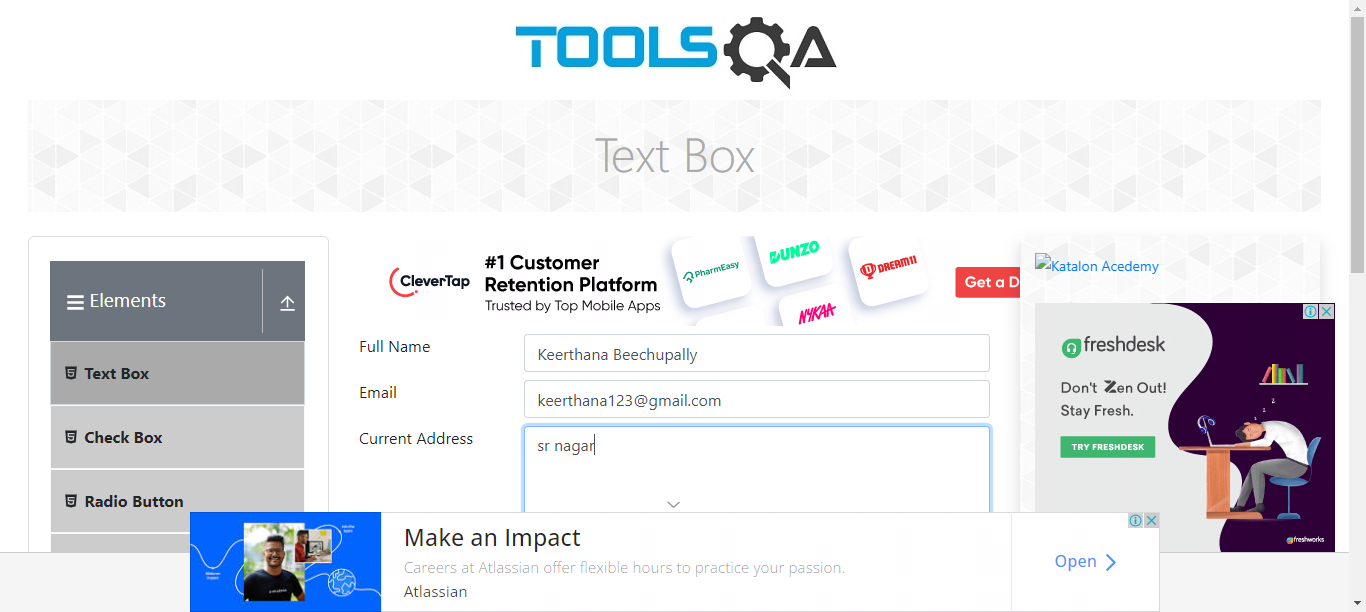 TOOLSQA
Text Box
Elements
Text Box
Check Box
Radio Button
CleverTap
#1 Customer
Retention Platform
Trusted by Top Mobile Apps
PharmEasy
DUNZO
NYKAA
DREAM11
Get a D
Full Name
Keerthana Beechupally
Email
keerthana123@gmail.com
Current Address
sr nagar
Katalon Acedemy
freshdesk
Don't Zen Out!
Stay Fresh.
TRY FRESHDESK
z
z
z
freshworks
Make an Impact
Careers at Atlassian offer flexible hours to practice your passion.
Atlassian
Open